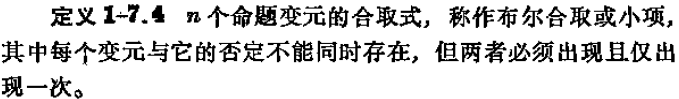 定义1-7.4 n个命题变元的合取式，称作布尔合取或小项，
其中每个变元与它的否定不能同时存在，但两者必须出现且仅出
现一次。